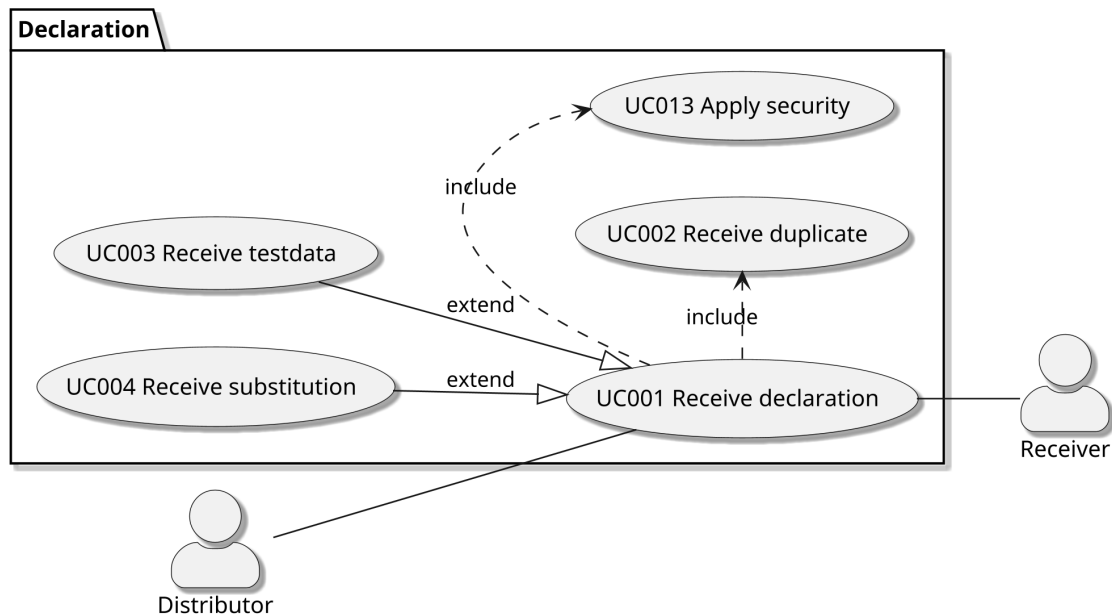 Declaration
UC013 Apply security
include
UC002 Receive duplicate
UC003 Receive testdata
extend
include
UC004 Receive substitution
extend
UC001 Receive declaration
Receiver
Distributor